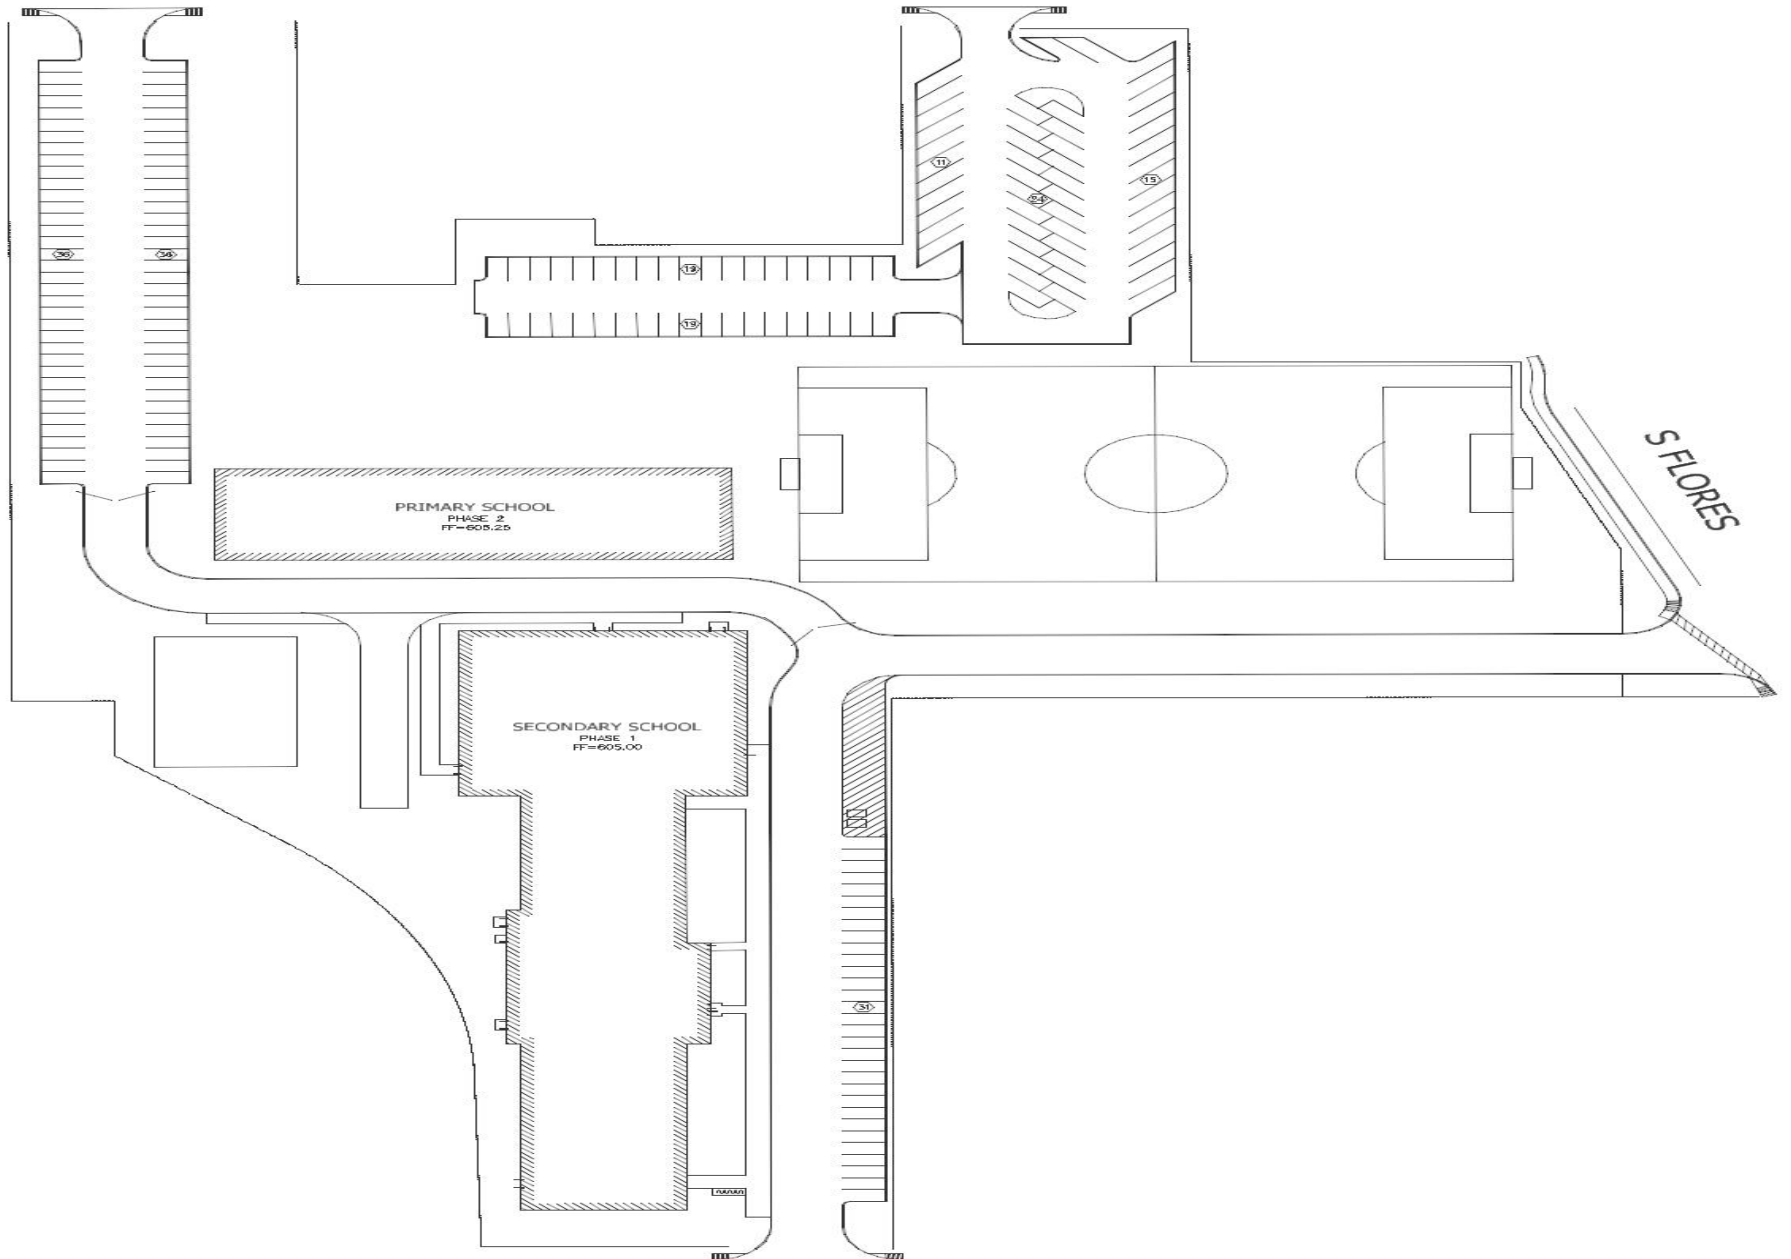 11
15
24
36
36
19
19
S FLORES
PRIMARY SCHOOL
PHASE 2
FF=605.25
SECONDARY SCHOOL
PHASE 1
FF=605.00
31